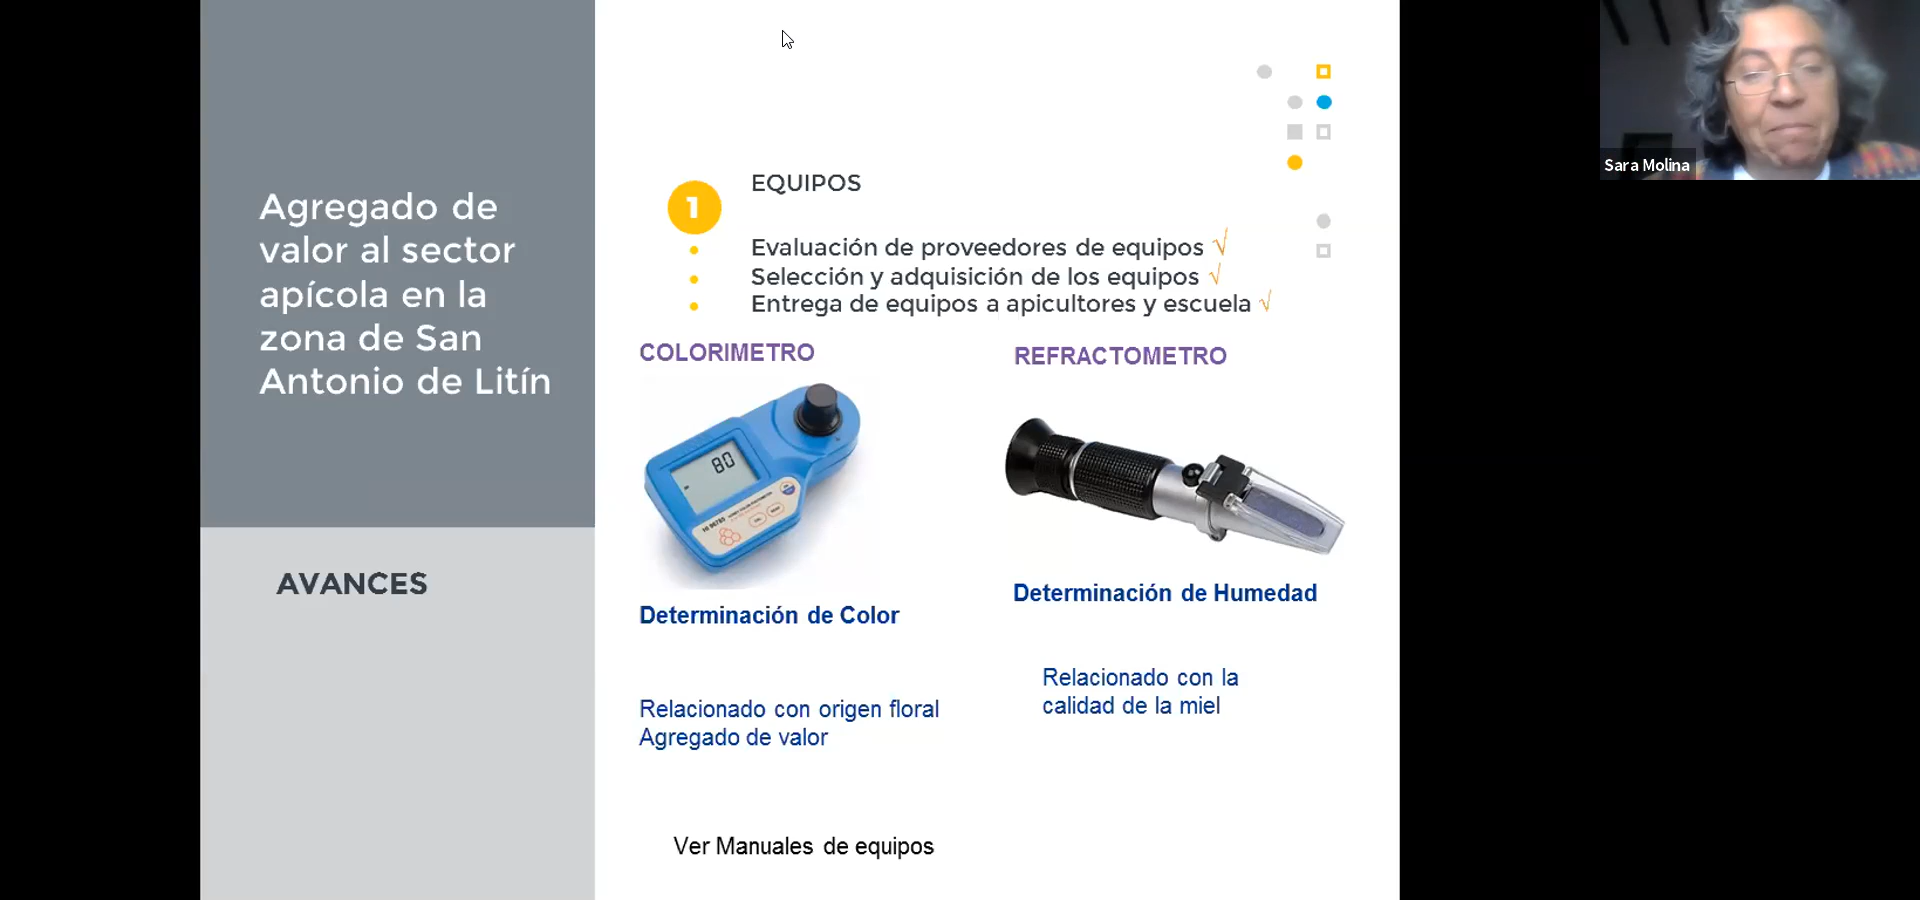 Agregado de
valor al sector
apícola en la
zona de San
Antonio de Litín
AVANCES
1
EQUIPOS
Evaluación de proveedores de equipos √
Selección y adquisición de los equipos √
Entrega de equipos a apicultores y escuela √
COLORIMETRO
80
Determinación de Color
Relacionado con origen floral
Agregado de valor
REFRACTOMETRO
Determinación de Humedad
Relacionado con la
calidad de la miel
Ver Manuales de equipos
Sara Molina